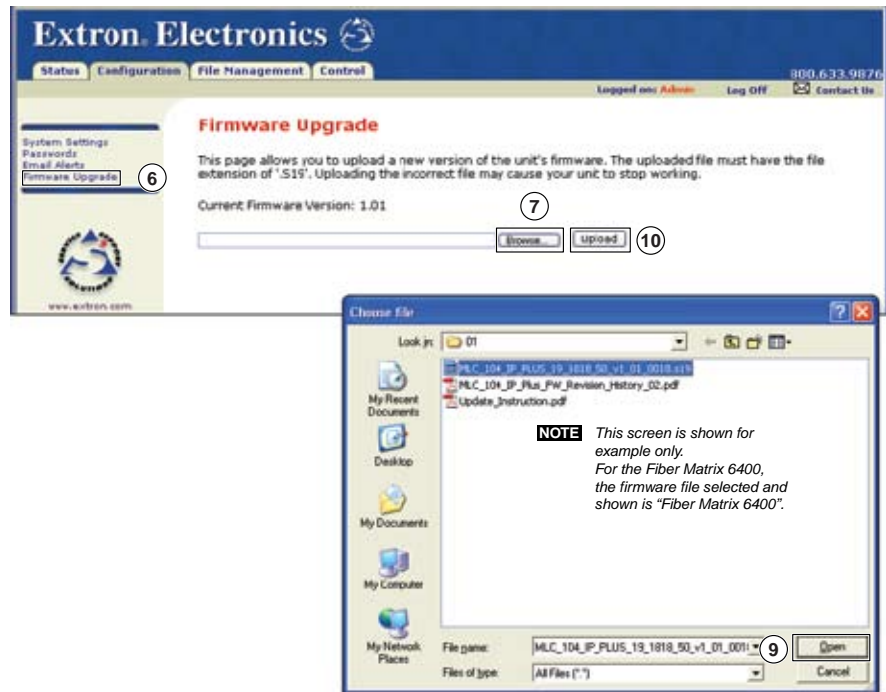 Extron. Electronics
Status Configuration File Management Control
800.633.9876
Logged on: Admin Log Off Contact Us
System Settings
Passwords
Email Alerts
Firmware Upgrade
6
www.extron.com
Firmware Upgrade
This page allows you to upload a new version of the unit's firmware. The uploaded file must have the file
extension of '.S19'. Uploading the incorrect file may cause your unit to stop working.
Current Firmware Version: 1.01
7
Browse... Upload 10
Choose file
Look in: 01
MLC_104_IP_PLUS_19_1818_50_v1_01_0018.s19
MLC_104_IP_Plus_FW_Revision_History_02.pdf
Update_Instruction.pdf
My Recent
Documents
Desktop
My Documents
My Computer
My Network
Places
NOTE This screen is shown for
example only.
For the Fiber Matrix 6400,
the firmware file selected and
shown is “Fiber Matrix 6400”.
File name: MLC_104_IP_PLUS_19_1818_50_v1_01_001 9 Open
Files of type: All Files (*.*) Cancel